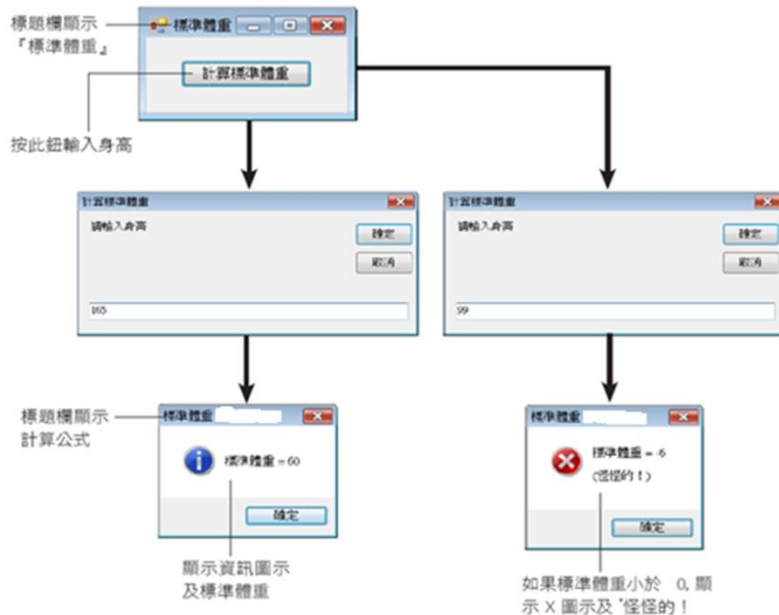 標題欄顯示
『標準體重』
標準體重
計算標準體重
按此鈕輸入身高
計算標準體重
請輸入身高
確定
取消
165
計算標準體重
請輸入身高
確定
取消
99
標題欄顯示
計算公式
標準體重
標準體重 = 60
確定
顯示資訊圖示
及標準體重
標準體重
標準體重 = -6
(怪怪的!)
確定
如果標準體重小於 0, 顯
示 X 圖示及 "怪怪的!